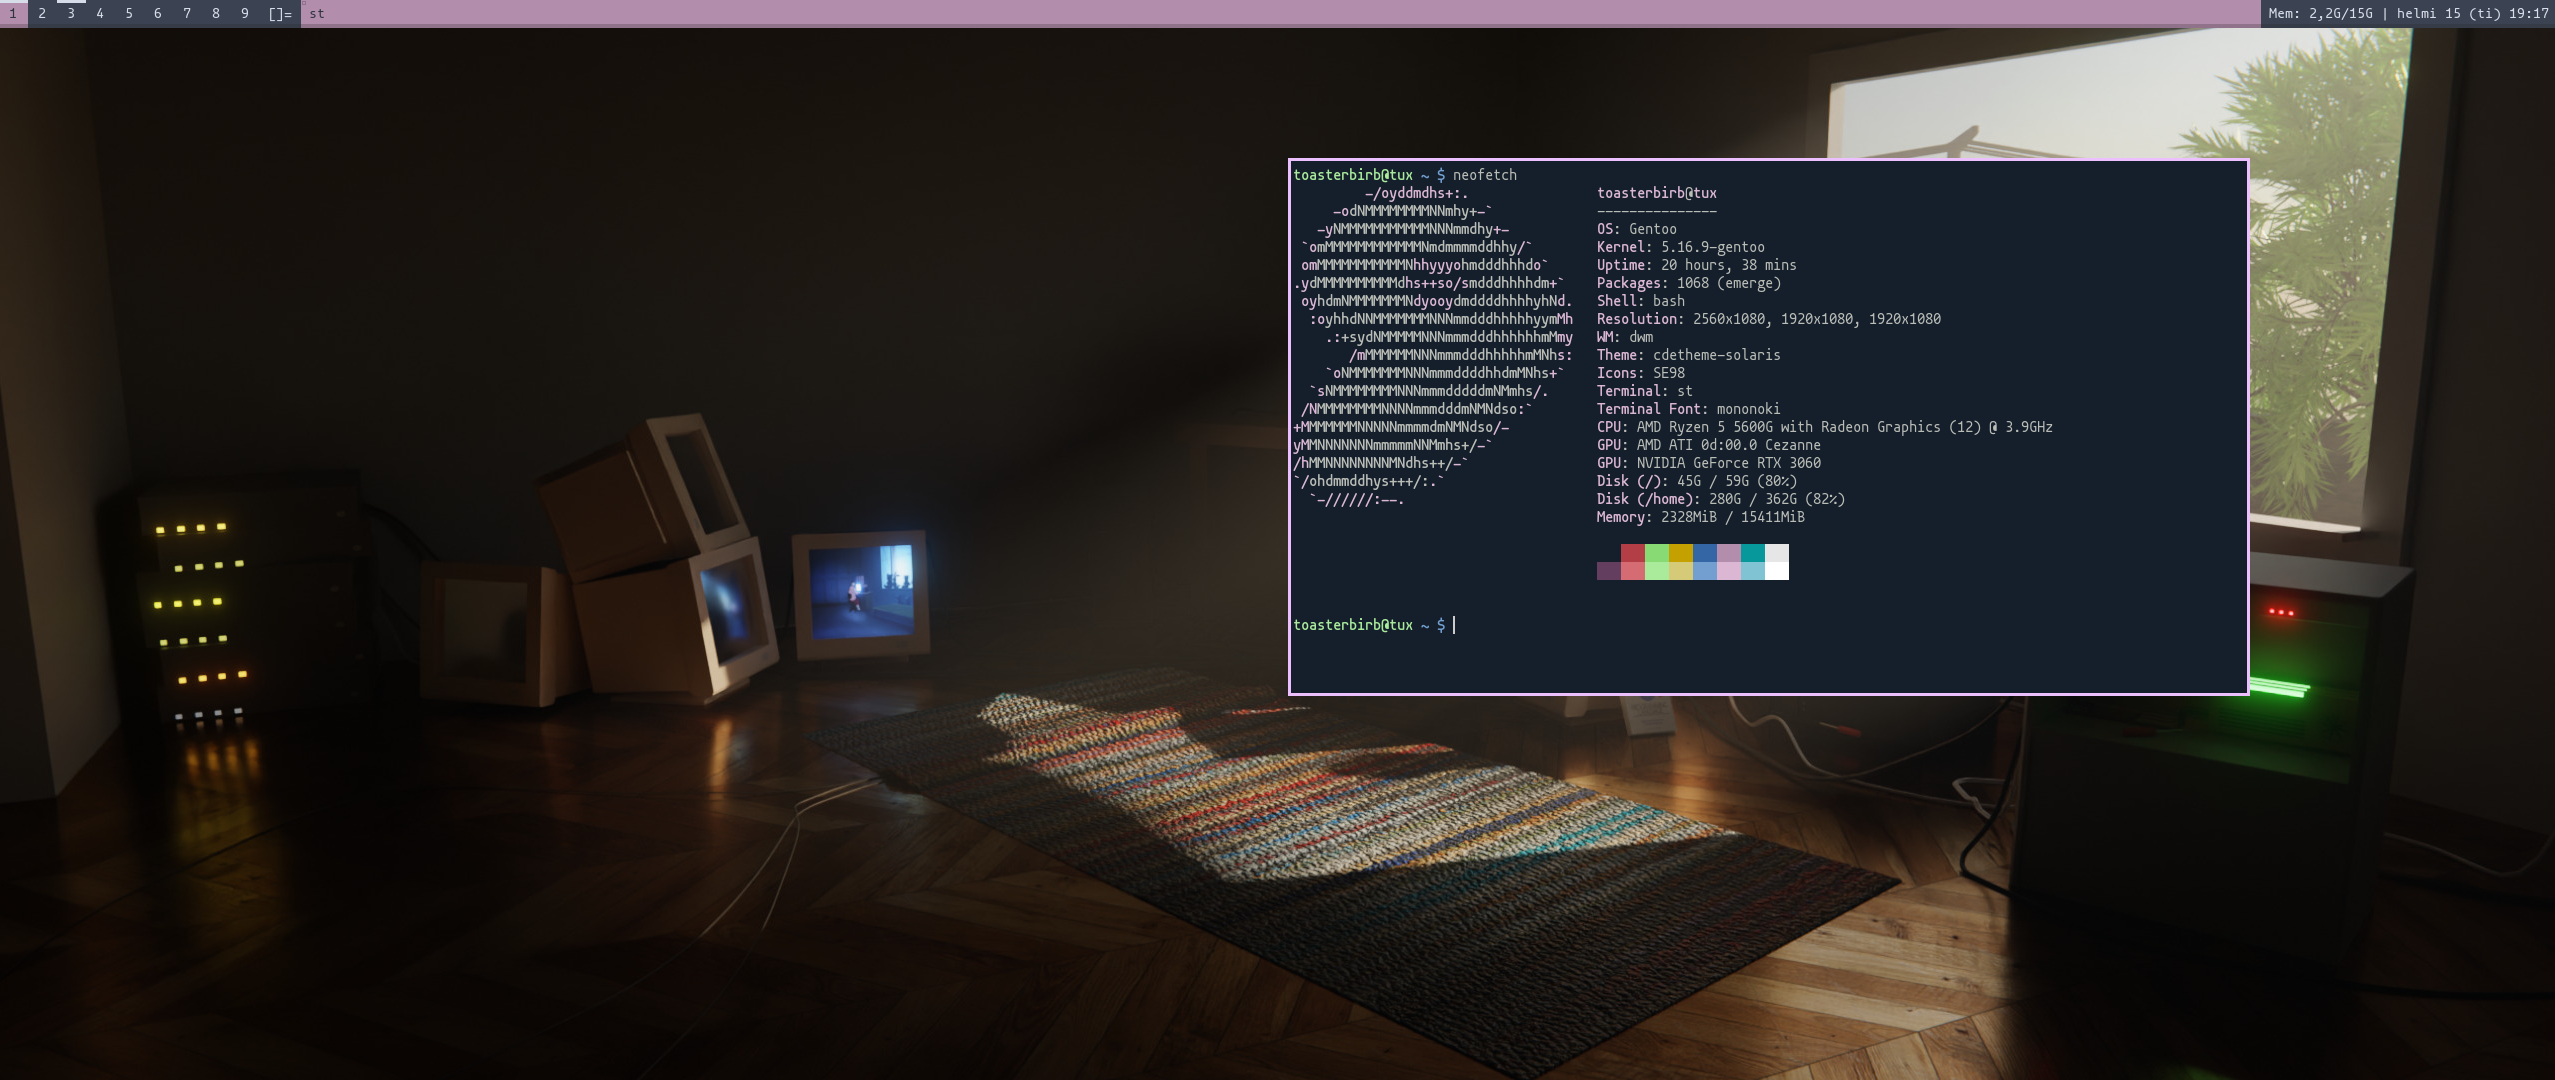 1 2 3 4 5 6 7 8 9 []= st Mem: 2,2G/15G | helmi 15 (ti) 19:17
toasterbirb@tux ~ $ neofetch
-/oyddmdhs+:. toasterbirb@tux
-odNMMMMMMMMNNmhy+-` ---------------
-yNMMMMMMMMMMMNNNmmdhy+- OS: Gentoo
`omMMMMMMMMMMMMNmdmmmmddhhy/` Kernel: 5.16.9-gentoo
omMMMMMMMMMMMNhhyyyohmdddhhhdo` Uptime: 20 hours, 38 mins
.ydMMMMMMMMMMdhs++so/smdddhhhhdm+` Packages: 1068 (emerge)
oyhdmNMMMMMMMNdyooydmddddhhhhyhNd. Shell: bash
:oyhhdNNMMMMMMMNNNmmdddhhhhhyymMh Resolution: 2560x1080, 1920x1080, 1920x1080
.:+sydNMMMMMNNNmmmdddhhhhhhmMmy WM: dwm
/mMMMMMMNNNmmmdddhhhhhmMNhs: Theme: cdetheme-solaris
`oNMMMMMMMNNNmmmddddhhdmMNhs+` Icons: SE98
`sNMMMMMMMMNNNmmmdddddmNMmhs/. Terminal: st
/NMMMMMMMMNNNNmmmdddmNMNdso:` Terminal Font: mononoki
+MMMMMMMNNNNNmmmmdmNMNdso/- CPU: AMD Ryzen 5 5600G with Radeon Graphics (12) @ 3.9GHz
yMMNNNNNNNmmmmmNNMmhs+/-` GPU: AMD ATI 0d:00.0 Cezanne
/hMMNNNNNNNNMNdhs++/-` GPU: NVIDIA GeForce RTX 3060
`/ohdmmddhys+++/:.` Disk (/): 45G / 59G (80%)
`-//////:--. Disk (/home): 280G / 362G (82%)
Memory: 2328MiB / 15411MiB
toasterbirb@tux ~ $